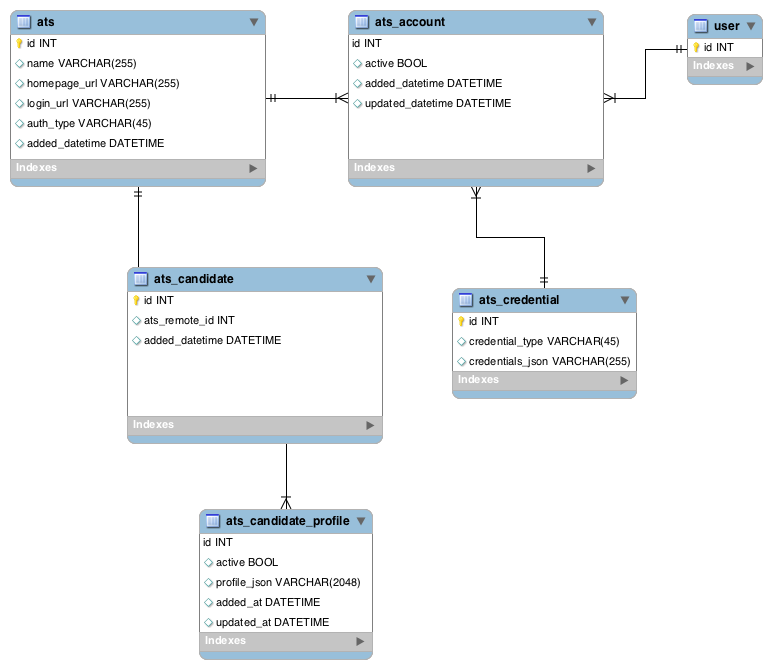 ats
id INT
name VARCHAR(255)
homepage_url VARCHAR(255)
login_url VARCHAR(255)
auth_type VARCHAR(45)
added_datetime DATETIME
Indexes
ats_account
id INT
active BOOL
added_datetime DATETIME
updated_datetime DATETIME
Indexes
user
id INT
Indexes
ats_candidate
id INT
ats_remote_id INT
added_datetime DATETIME
Indexes
ats_credential
id INT
credential_type VARCHAR(45)
credentials_json VARCHAR(255)
Indexes
ats_candidate_profile
id INT
active BOOL
profile_json VARCHAR(2048)
added_at DATETIME
updated_at DATETIME
Indexes